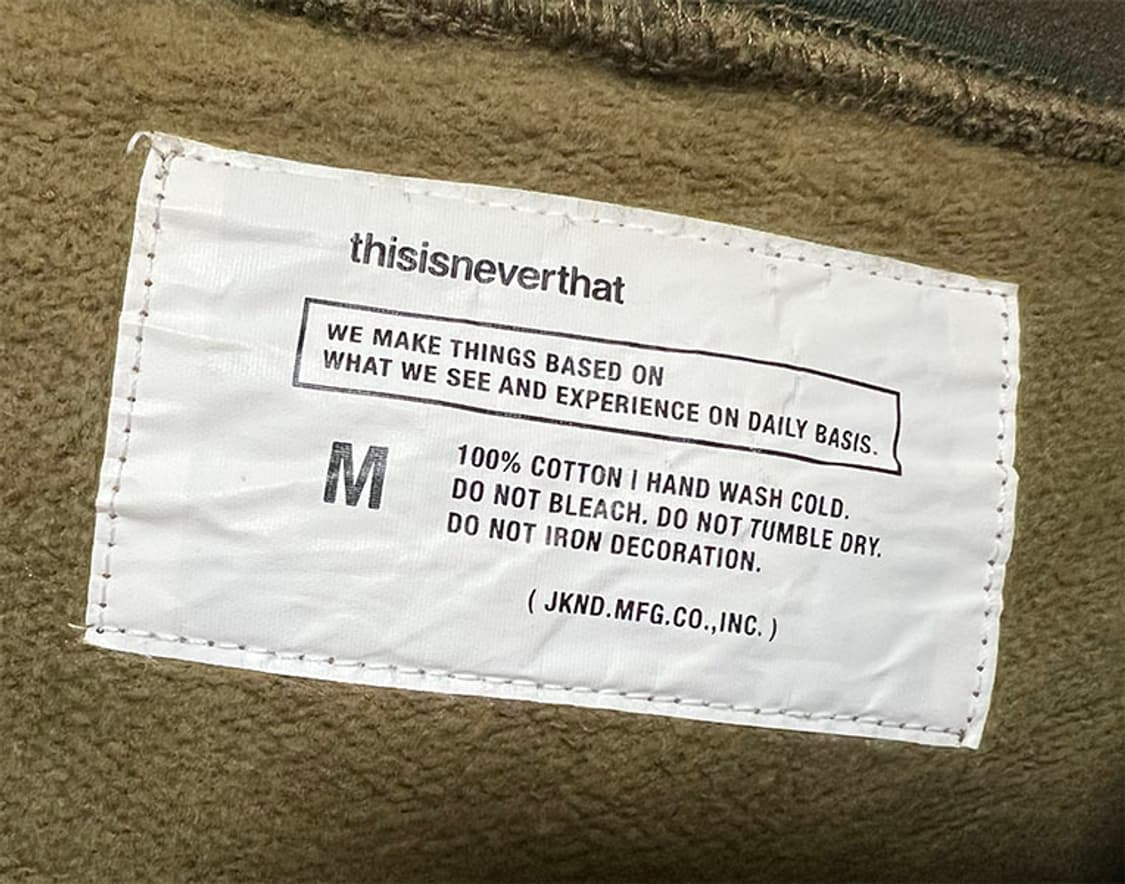 thisisneverthat
WE MAKE THINGS BASED ON
WHAT WE SEE AND EXPERIENCE ON DAILY BASIS.
M
100% COTTON I HAND WASH COLD.
DO NOT BLEACH. DO NOT TUMBLE DRY.
DO NOT IRON DECORATION.
( JKND.MFG.CO.,INC. )